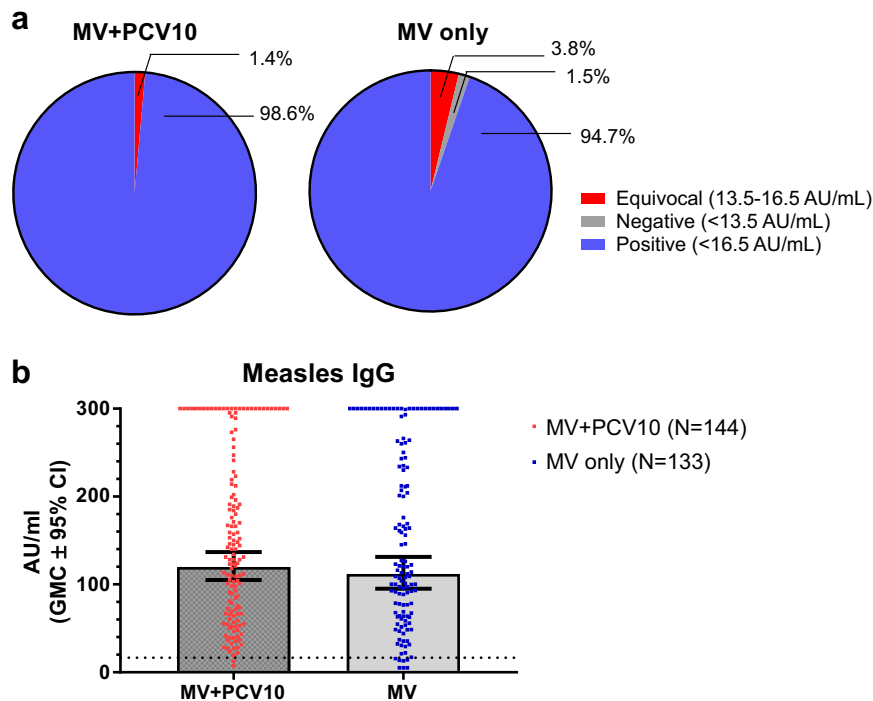 a
MV+PCV10
MV only
1.4%
98.6%
3.8%
1.5%
94.7%
Equivocal (13.5-16.5 AU/mL)
Negative (<13.5 AU/mL)
Positive (<16.5 AU/mL)
b
Measles IgG
AU/ml
(GMC ± 95% CI)
300
200
100
0
MV+PCV10
MV
MV+PCV10 (N=144)
MV only (N=133)